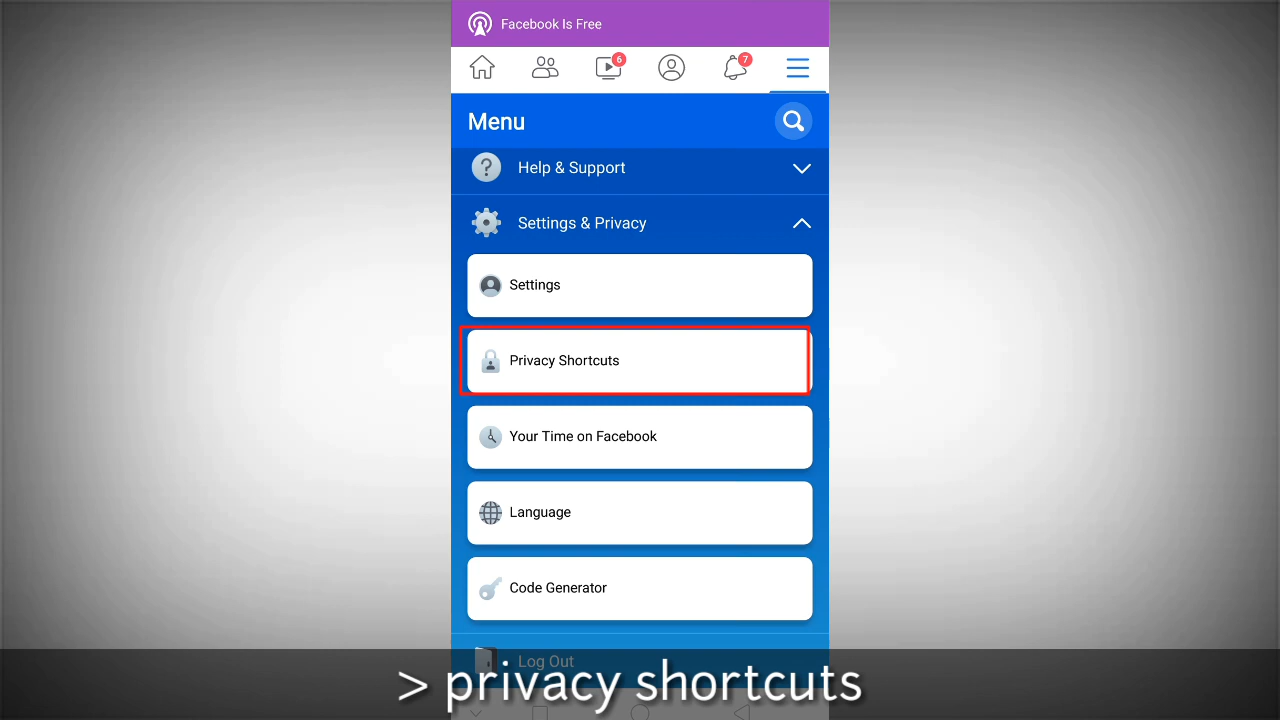 Facebook Is Free
6
7
Menu
Help & Support
Settings & Privacy
Settings
Privacy Shortcuts
Your Time on Facebook
Language
Code Generator
Log Out
> privacy shortcuts